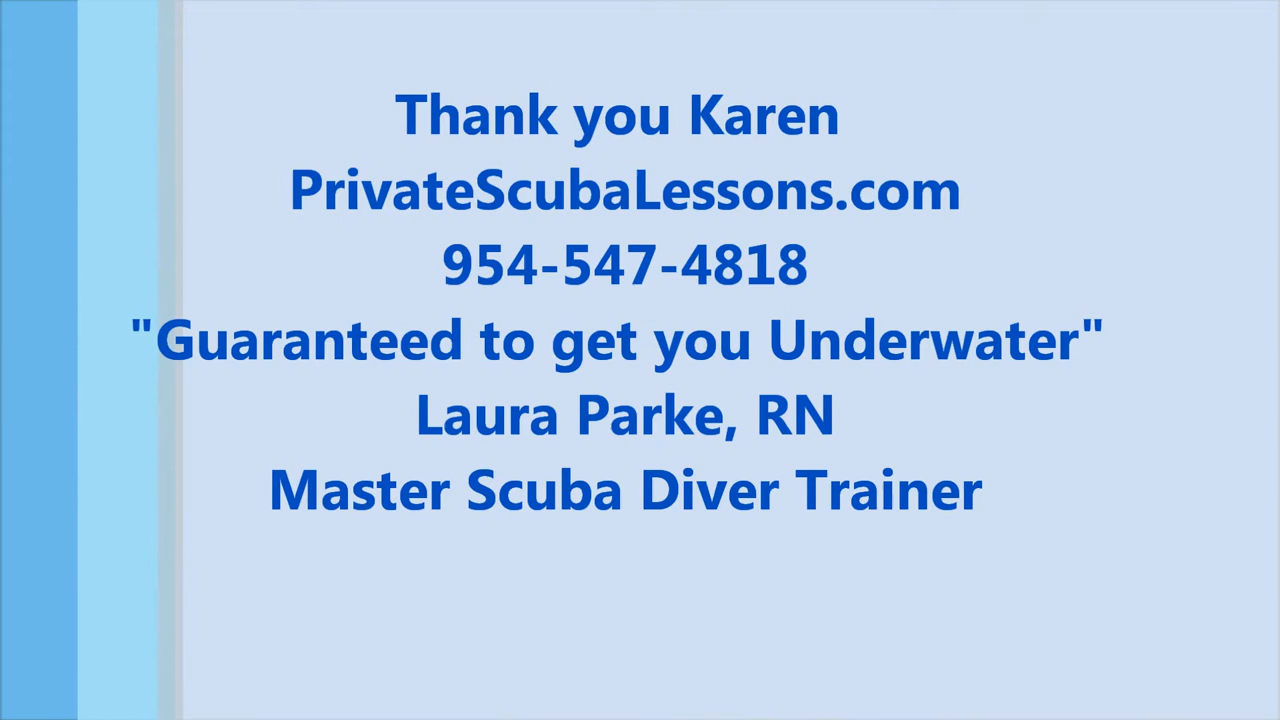 Thank you Karen
PrivateScubaLessons.com
954-547-4818
"Guaranteed to get you Underwater"
Laura Parke, RN
Master Scuba Diver Trainer